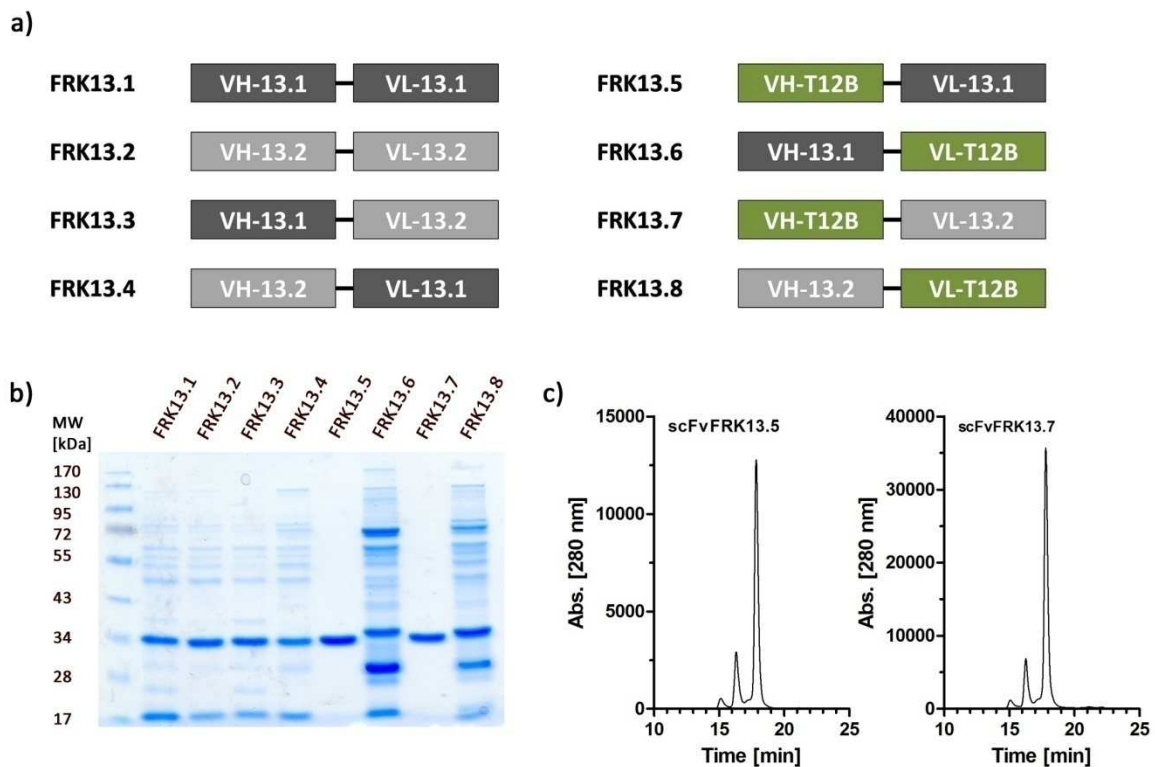 a)
FRK13.1 VH-13.1 VL-13.1
FRK13.2 VH-13.2 VL-13.2
FRK13.3 VH-13.1 VL-13.2
FRK13.4 VH-13.2 VL-13.1
FRK13.5 VH-T12B VL-13.1
FRK13.6 VH-13.1 VL-T12B
FRK13.7 VH-T12B VL-13.2
FRK13.8 VH-13.2 VL-T12B
b)
MW
[kDa]
FRK13.1 FRK13.2 FRK13.3 FRK13.4 FRK13.5 FRK13.6 FRK13.7 FRK13.8
170
130
95
72
55
43
34
28
17
c)
scFvFRK13.5
Abs. [280 nm]
15000
10000
5000
0
10 15 20 25
Time [min]
scFvFRK13.7
Abs. [280 nm]
40000
30000
20000
10000
0
10 15 20 25
Time [min]